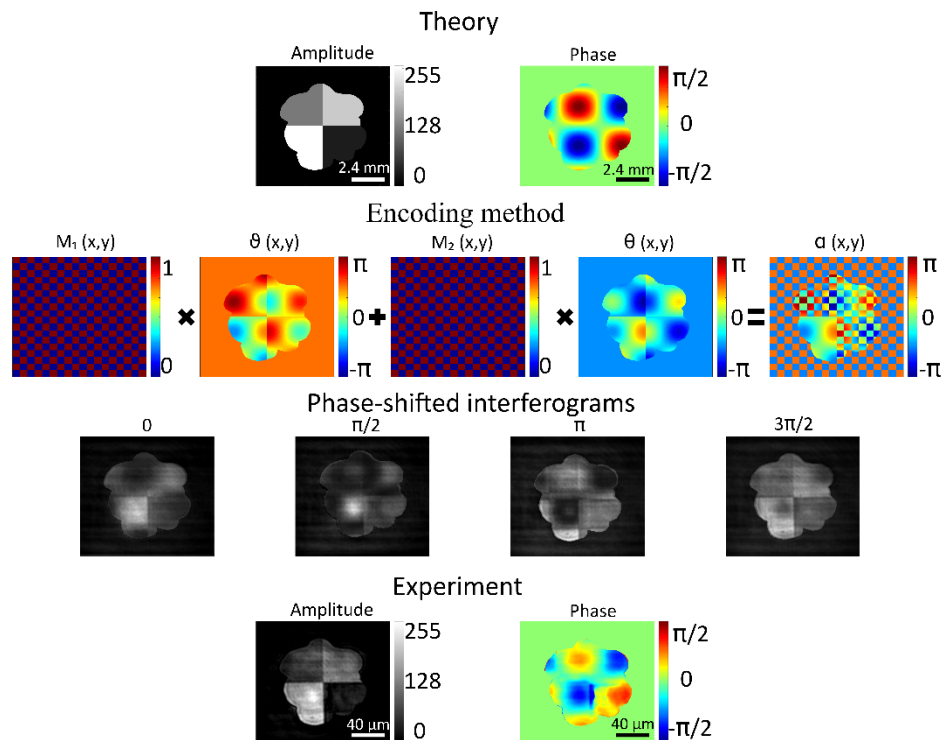 Theory
Amplitude
Phase
255
128
0
2.4 mm
π/2
0
-π/2
2.4 mm
Encoding method
M₁ (x,y)
ϑ (x,y)
M₂ (x,y)
θ (x,y)
α (x,y)
1
0
×
π
0
-π
+
1
0
×
π
0
-π
=
π
0
-π
Phase-shifted interferograms
0
π/2
π
3π/2
Experiment
Amplitude
Phase
255
128
0
40 µm
π/2
0
-π/2
40 µm